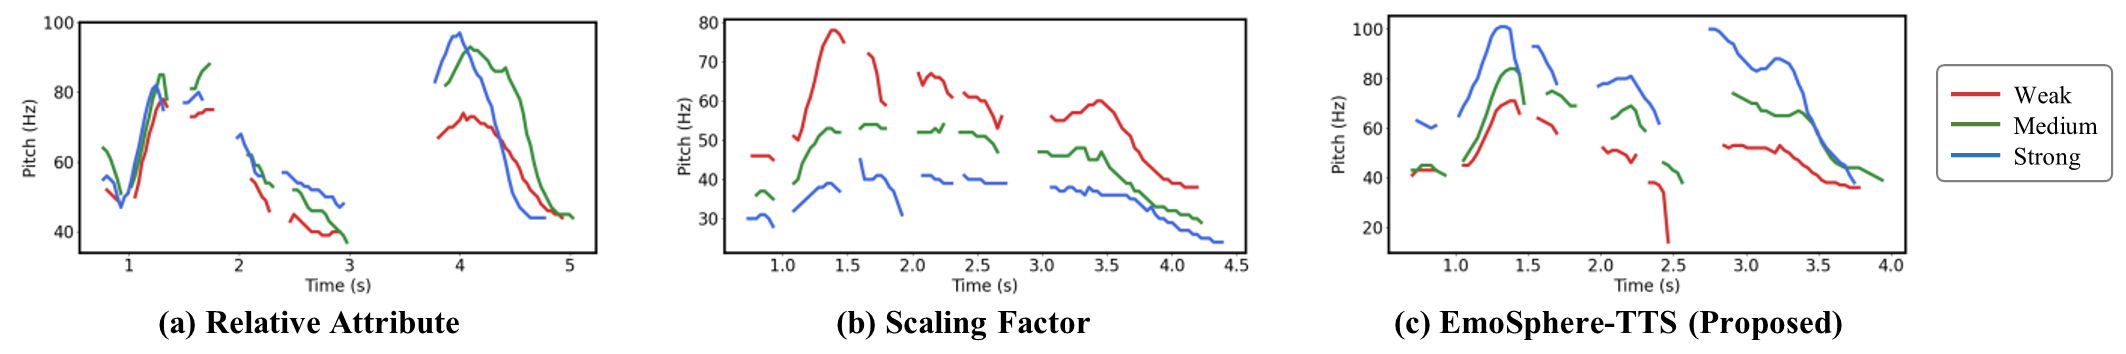 100
80
60
40
Pitch (Hz)
1 2 3 4 5
Time (s)
(a) Relative Attribute
80
70
60
50
40
30
Pitch (Hz)
1.0 1.5 2.0 2.5 3.0 3.5 4.0 4.5
Time (s)
(b) Scaling Factor
100
80
60
40
20
Pitch (Hz)
1.0 1.5 2.0 2.5 3.0 3.5 4.0
Time (s)
(c) EmoSphere-TTS (Proposed)
Weak
Medium
Strong